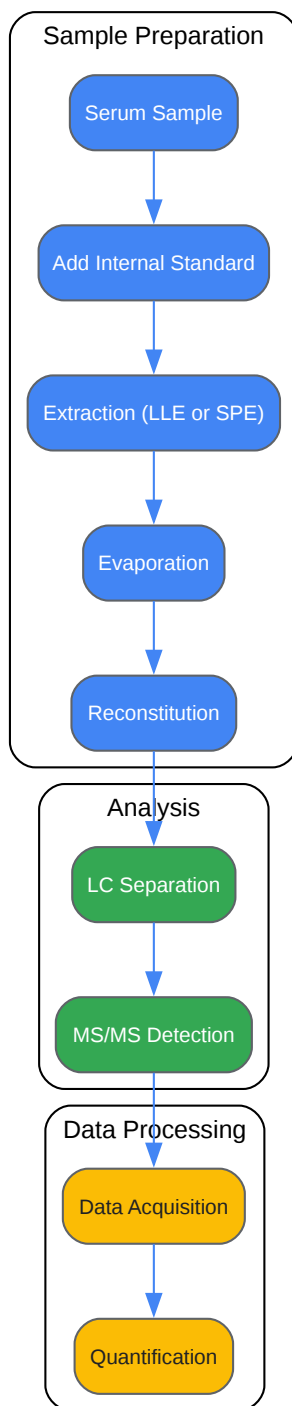 Sample Preparation
Serum Sample
Add Internal Standard
Extraction (LLE or SPE)
Evaporation
Reconstitution
Analysis
LC Separation
MS/MS Detection
Data Processing
Data Acquisition
Quantification